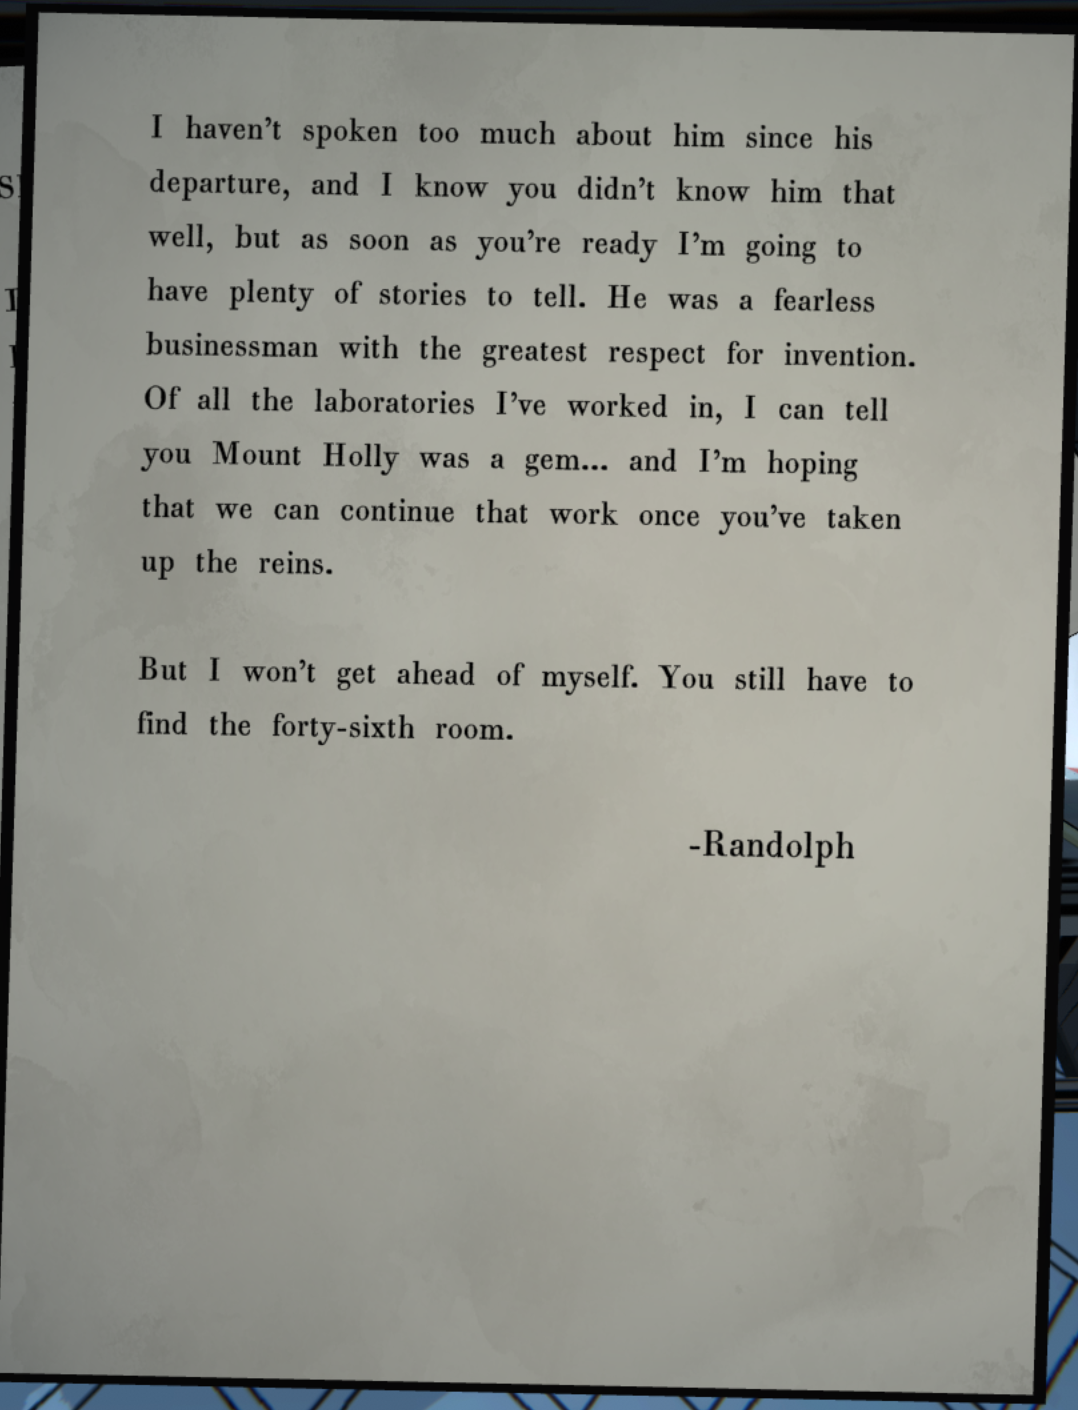 I haven't spoken too much about him since his
departure, and I know you didn't know him that
well, but as soon as you're ready I'm going to
have plenty of stories to tell. He was a fearless
businessman with the greatest respect for invention.
Of all the laboratories I've worked in, I can tell
you Mount Holly was a gem... and I'm hoping
that we can continue that work once you've taken
up the reins.
But I won't get ahead of myself. You still have to
find the forty-sixth room.
-Randolph